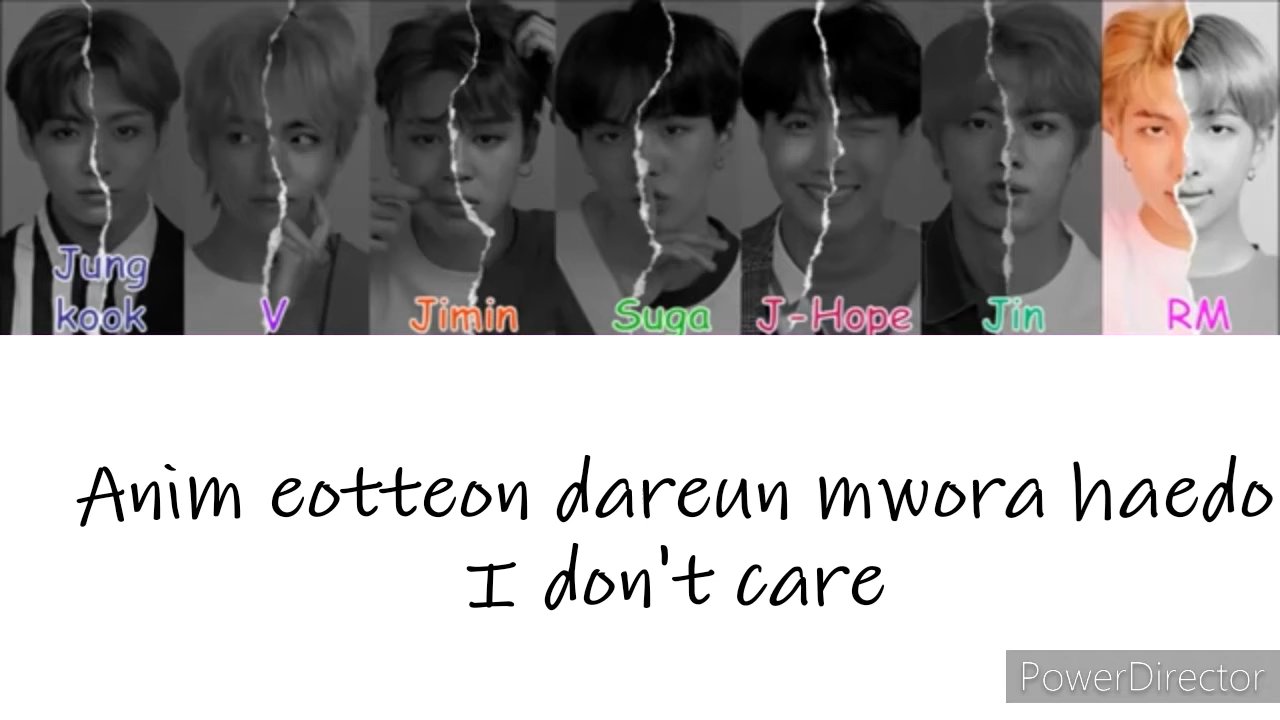 Jung
kook
V
Jimin
Suga
J-Hope
Jin
RM
Anim eotteon dareun mwora haedo
I don't care
PowerDirector